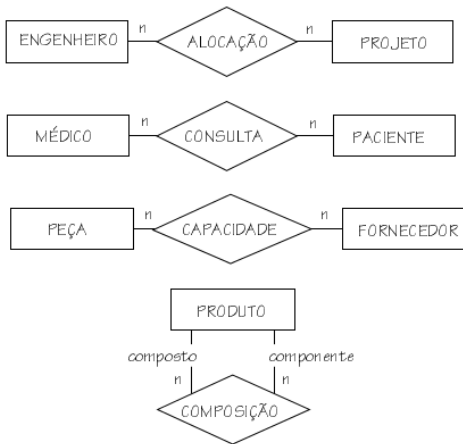 ENGENHEIRO n ALOCAÇÃO n PROJETO
MÉDICO n CONSULTA n PACIENTE
PEÇA n CAPACIDADE n FORNECEDOR
PRODUTO
composto componente
n n
COMPOSIÇÃO